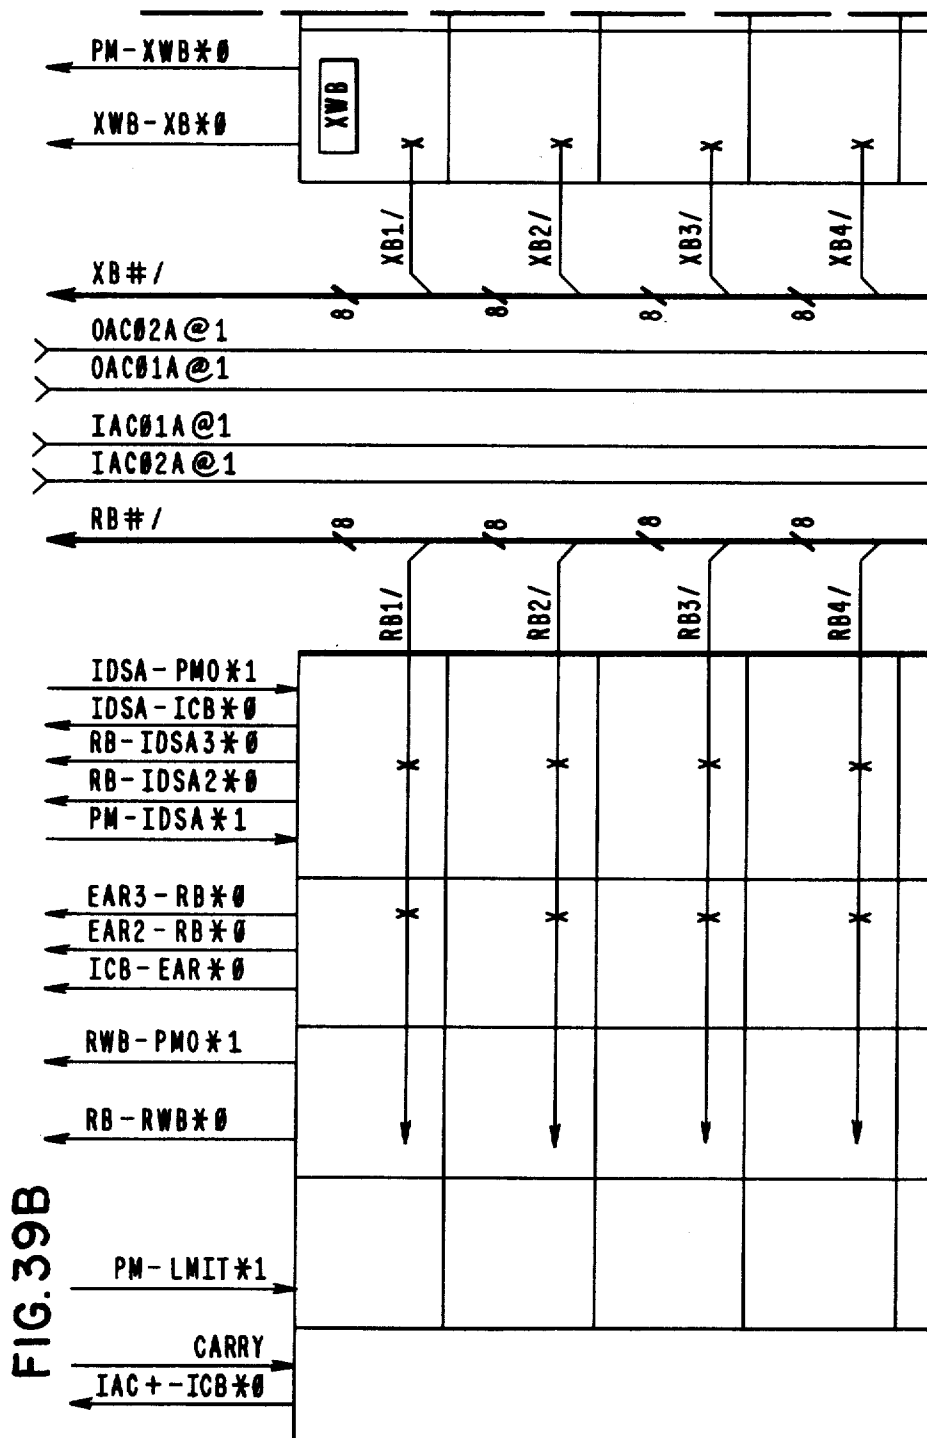 PM-XWB*0
XWB
XWB-XB*0
XB1/
XB2/
XB3/
XB4/
XB#/
8
8
8
8
OAC02A@1
OAC01A@1
IAC01A@1
IAC02A@1
RB#/
8
8
8
8
RB1/
RB2/
RB3/
RB4/
IDSA-PMO*1
IDSA-ICB*0
RB-IDSA3*0
RB-IDSA2*0
PM-IDSA*1
EAR3-RB*0
EAR2-RB*0
ICB-EAR*0
RWB-PMO*1
RB-RWB*0
FIG.39B
PM-LMIT*1
CARRY
IAC+-ICB*0